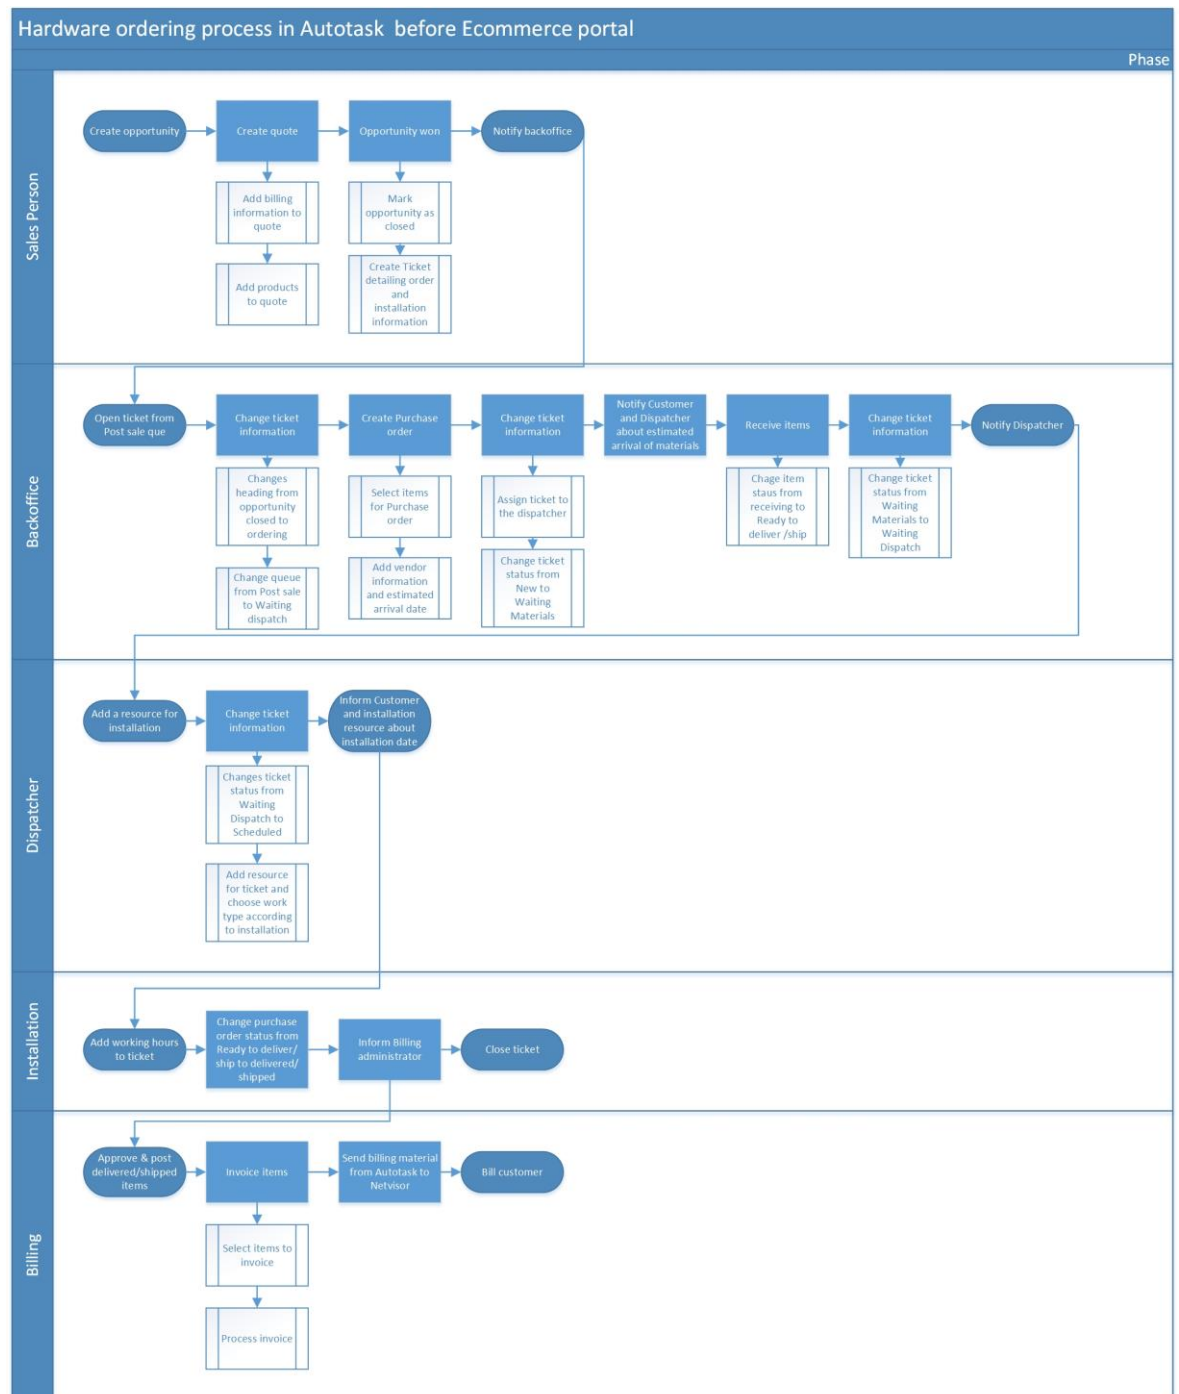 Hardware ordering process in Autotask  before Ecommerce portal
Phase
Sales Person
Create opportunity
Create quote
Opportunity won
Notify backoffice
Add billing
information to
quote
Mark
opportunity as
closed
Add products
to quote
Create Ticket
detailing order
and
installation
information
Backoffice
Open ticket from
Post sale que
Change ticket
information
Create Purchase
order
Change ticket
information
Notify Customer
and Dispatcher
about estimated
arrival of materials
Receive items
Change ticket
information
Notify Dispatcher
Changes
heading from
opportunity
closed to
ordering
Select items
for Purchase
order
Assign ticket to
the dispatcher
Chage item
staus from
receiving to
Ready to
deliver /ship
Change ticket
status from
Waiting
Materials to
Waiting
Dispatch
Change queue
from Post sale
to Waiting
dispatch
Add vendor
information
and estimated
arrival date
Change ticket
status from
New to
Waiting
Materials
Dispatcher
Add a resource for
installation
Change ticket
information
Inform Customer
and installation
resource about
installation date
Changes ticket
status from
Waiting
Dispatch to
Scheduled
Add resource
for ticket and
choose work
type according
to installation
Installation
Add working hours
to ticket
Change purchase
order status from
Ready to deliver/
ship to delivered/
shipped
Inform Billing
administrator
Close ticket
Billing
Approve & post
delivered/shipped
items
Invoice items
Send billing material
from Autotask to
Netvisor
Bill customer
Select items to
invoice
Process invoice